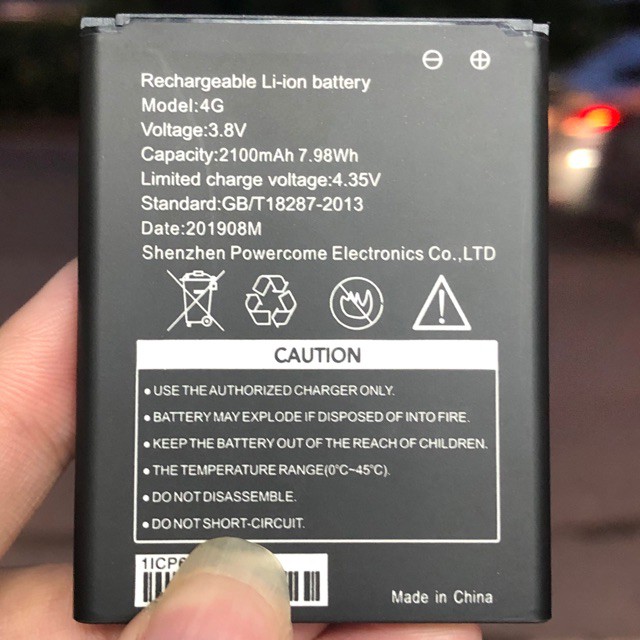 Rechargeable Li-ion battery
Model:4G
Voltage:3.8V
Capacity:2100mAh 7.98Wh
Limited charge voltage:4.35V
Standard:GB/T18287-2013
Date:201908M
Shenzhen Powercome Electronics Co.,LTD
CAUTION
• USE THE AUTHORIZED CHARGER ONLY.
• BATTERY MAY EXPLODE IF DISPOSED OF INTO FIRE.
• KEEP THE BATTERY OUT OF THE REACH OF CHILDREN.
• THE TEMPERATURE RANGE(0°C~45°C).
• DO NOT DISASSEMBLE.
• DO NOT SHORT-CIRCUIT.
Made in China